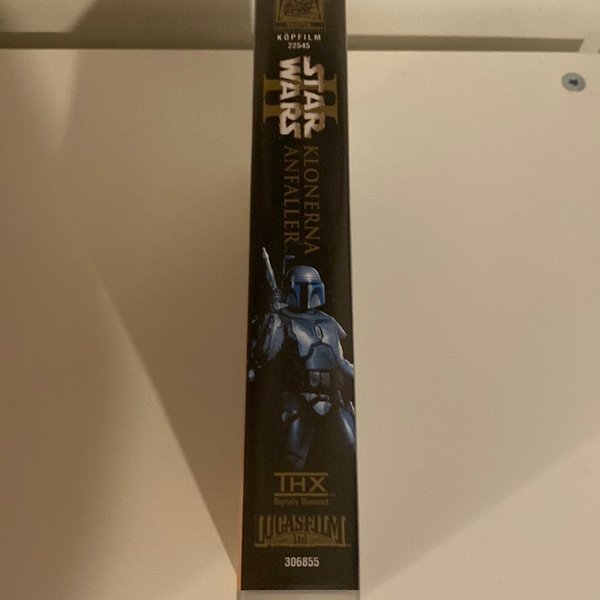 KÖPFILM
22545
STAR
WARS
II
KLONERNA
ANFALLER
THX
Digitally Mastered
LUCASFILM
Ltd
306855